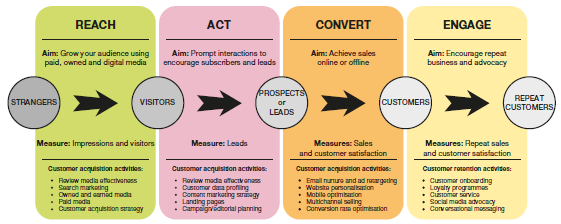 REACH
Aim: Grow your audience using
paid, owned and digital media
ACT
Aim: Prompt interactions to
encourage subscribers and leads
CONVERT
Aim: Achieve sales
online or offline
ENGAGE
Aim: Encourage repeat
business and advocacy
STRANGERS
VISITORS
PROSPECTS
or
LEADS
CUSTOMERS
REPEAT
CUSTOMERS
Measure: Impressions and visitors
Customer acquisition activities:
• Review media effectiveness
• Search marketing
• Owned and earned media
• Paid media
• Customer acquisition strategy
Measure: Leads
Customer acquisition activities:
• Review media effectiveness
• Customer data profiling
• Content marketing strategy
• Landing pages
• Campaign/editorial planning
Measure: Sales
and customer satisfaction
Customer acquisition activities:
• Email nurture and ad retargeting
• Website personalisation
• Mobile optimisation
• Multichannel selling
• Conversion rate optimisation
Measure: Repeat sales
and customer satisfaction
Customer retention activities:
• Customer onboarding
• Loyalty programmes
• Customer service
• Social media advocacy
• Conversational messaging